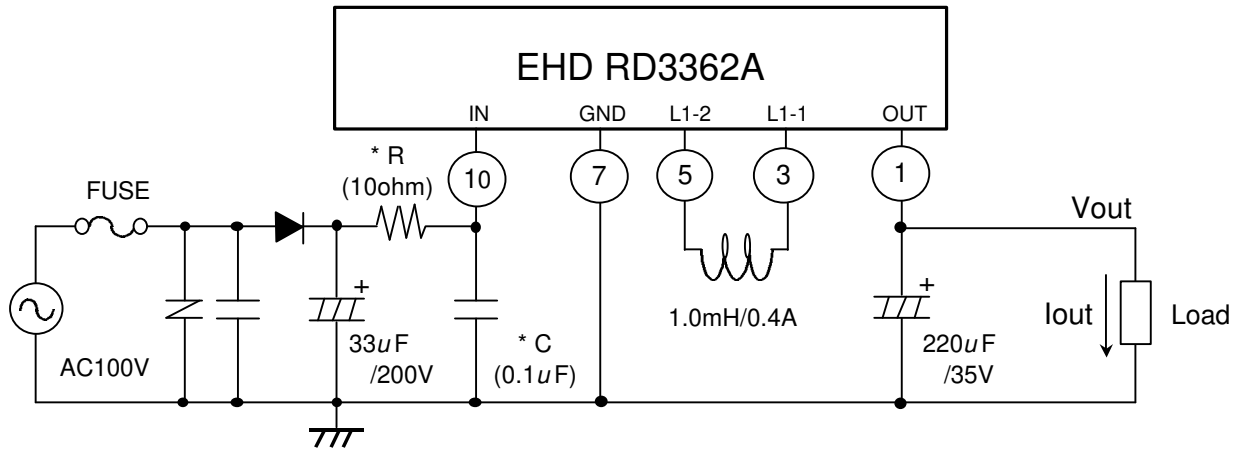 EHD RD3362A
IN GND L1-2 L1-1 OUT
* R
(10ohm)
10
7
5
3
1
FUSE
Vout
+
+
1.0mH/0.4A
Iout
Load
AC100V
33uF
/200V
* C
(0.1uF)
220uF
/35V